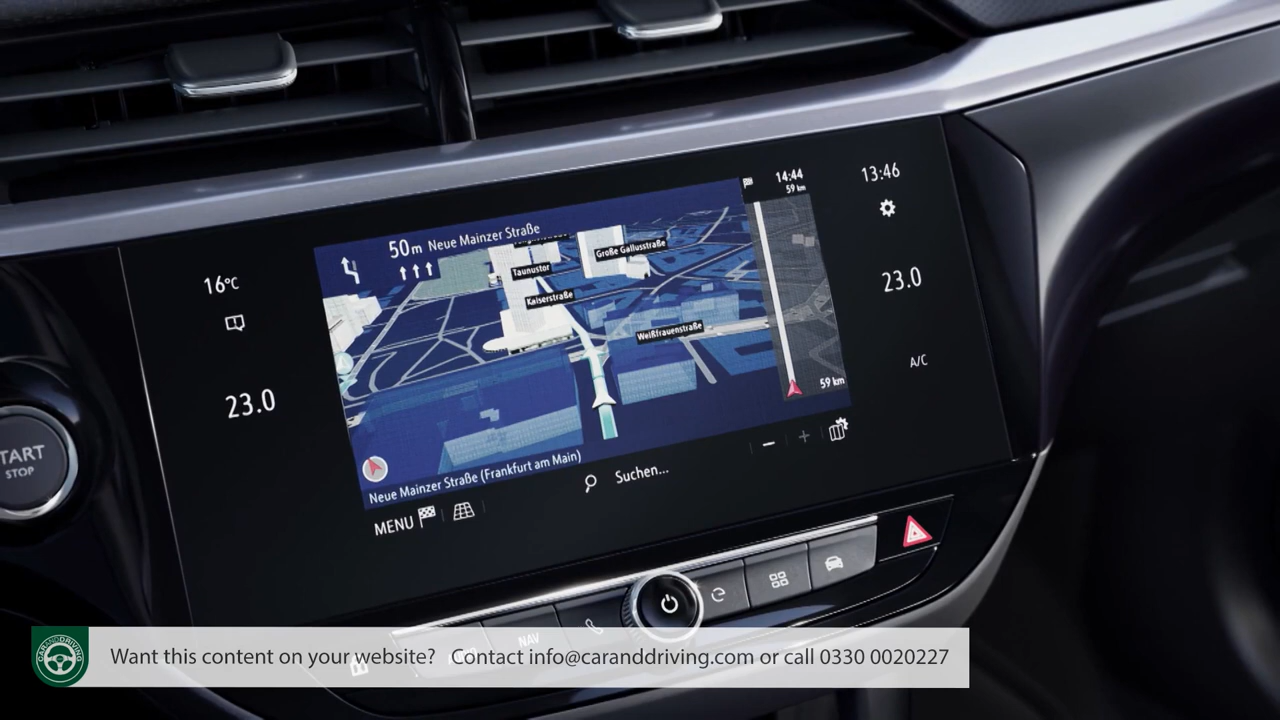 14:44
59 km
13:46
50m Neue Mainzer Straße
16°C
Große Gallusstraße
Taunustor
Kaiserstraße
23.0
Weißfrauenstraße
A/C
59 km
23.0
START
STOP
Neue Mainzer Straße (Frankfurt am Main)
Suchen...
MENU
NAV
CARANDDRIVING
Want this content on your website? Contact info@caranddriving.com or call 0330 0020227